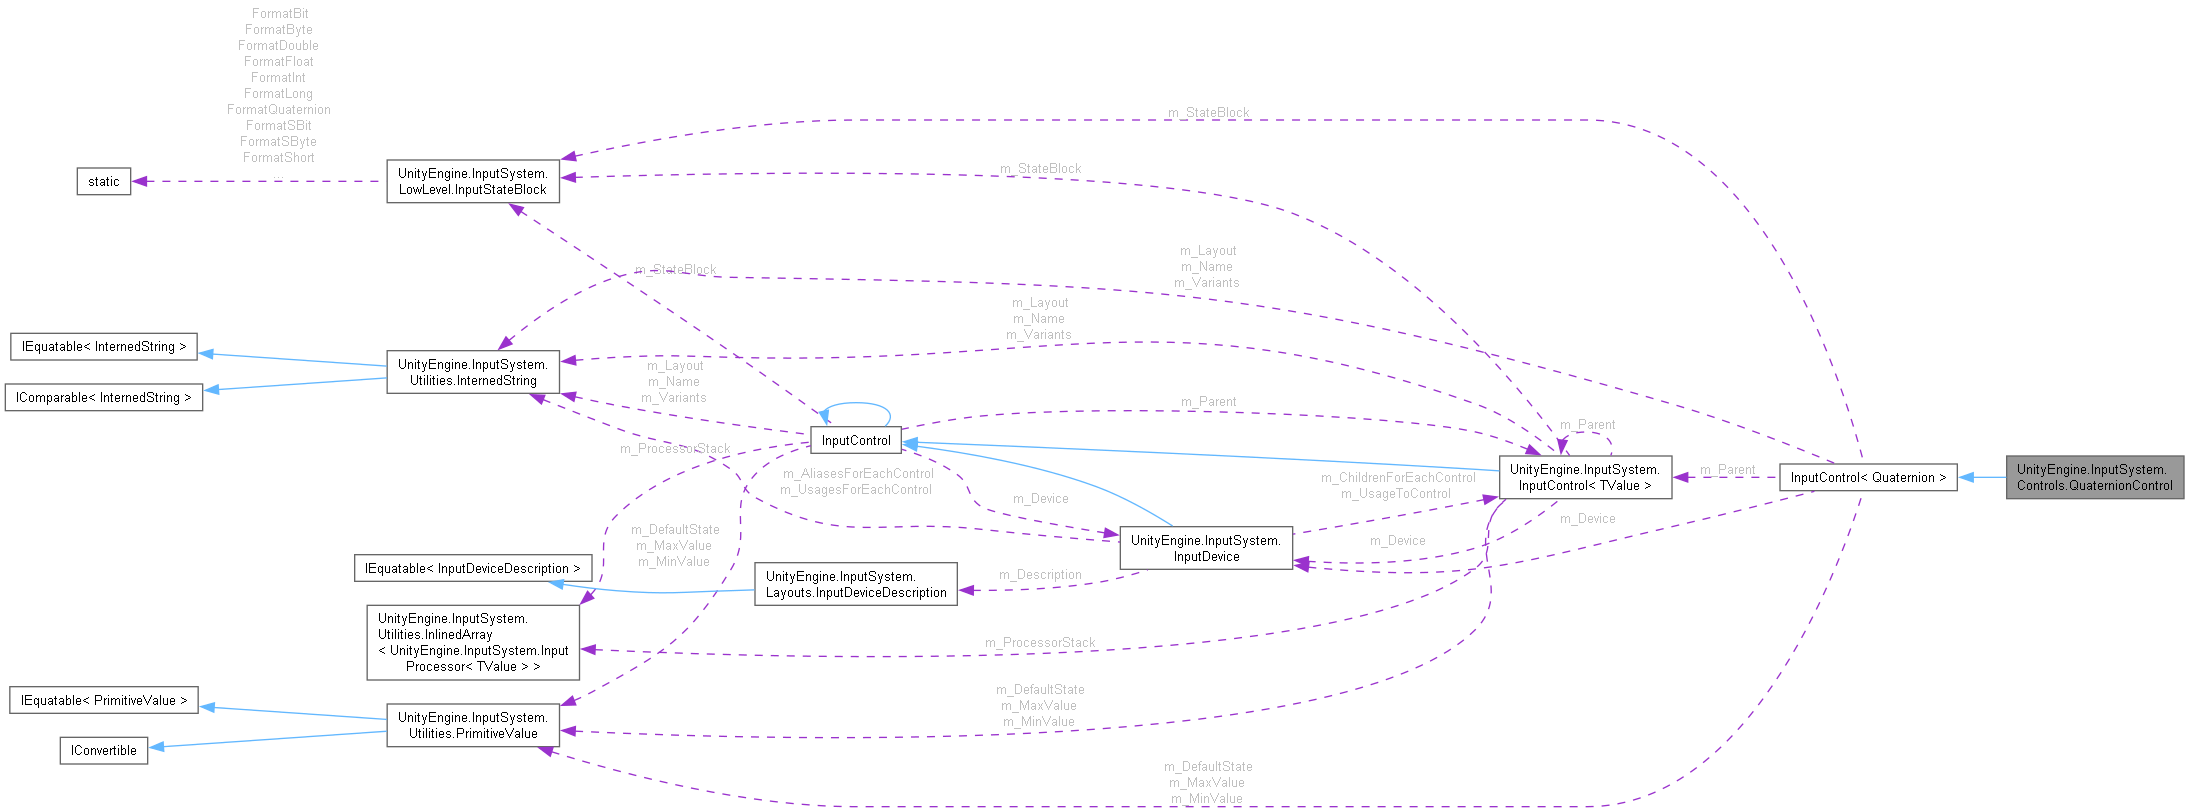 FormatBit
FormatByte
FormatDouble
FormatFloat
FormatInt
FormatLong
FormatQuaternion
FormatSBit
FormatSByte
FormatShort
...
static
UnityEngine.InputSystem.
LowLevel.InputStateBlock
m_StateBlock
m_StateBlock
m_StateBlock
m_Layout
m_Name
m_Variants
m_Layout
m_Name
m_Variants
IEquatable< InternedString >
IComparable< InternedString >
UnityEngine.InputSystem.
Utilities.InternedString
m_Layout
m_Name
m_Variants
m_Parent
InputControl
m_ProcessorStack
m_AliasesForEachControl
m_UsagesForEachControl
m_Device
m_ChildrenForEachControl
m_UsageToControl
m_Parent
UnityEngine.InputSystem.
InputControl< TValue >
m_Parent
InputControl< Quaternion >
UnityEngine.InputSystem.
Controls.QuaternionControl
m_Device
m_Device
UnityEngine.InputSystem.
InputDevice
m_DefaultState
m_MaxValue
m_MinValue
IEquatable< InputDeviceDescription >
UnityEngine.InputSystem.
Layouts.InputDeviceDescription
m_Description
UnityEngine.InputSystem.
Utilities.InlinedArray
< UnityEngine.InputSystem.Input
Processor< TValue > >
m_ProcessorStack
IEquatable< PrimitiveValue >
IConvertible
UnityEngine.InputSystem.
Utilities.PrimitiveValue
m_DefaultState
m_MaxValue
m_MinValue
m_DefaultState
m_MaxValue
m_MinValue